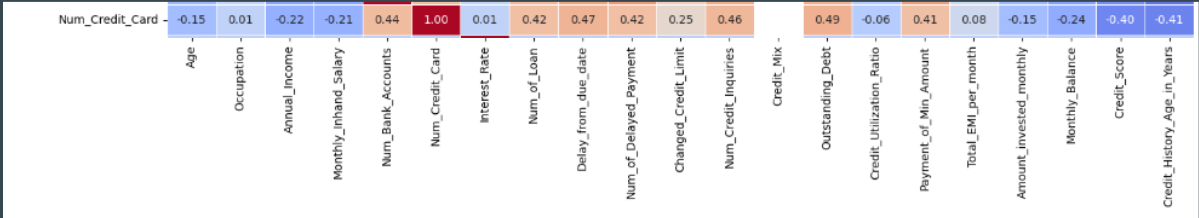 Num_Credit_Card -0.15 0.01 -0.22 -0.21 0.44 1.00 0.01 0.42 0.47 0.42 0.25 0.46 0.49 -0.06 0.41 0.08 -0.15 -0.24 -0.40 -0.41
Age
Occupation
Annual_Income
Monthly_Inhand_Salary
Num_Bank_Accounts
Num_Credit_Card
Interest_Rate
Num_of_Loan
Delay_from_due_date
Num_of_Delayed_Payment
Changed_Credit_Limit
Num_Credit_Inquiries
Credit_Mix
Outstanding_Debt
Credit_Utilization_Ratio
Payment_of_Min_Amount
Total_EMI_per_month
Amount_invested_monthly
Monthly_Balance
Credit_Score
Credit_History_Age_in_Years